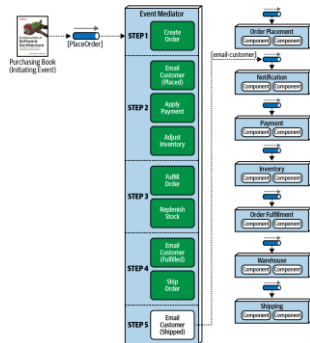 Event Mediator
Fundamentals of
Software
Architecture
Purchasing Book
(Initiating Event)
[PlaceOrder]
STEP 1
Create
Order
STEP 2
Email
Customer
(Placed)
Apply
Payment
Adjust
Inventory
STEP 3
Fulfill
Order
Replenish
Stock
STEP 4
Email
Customer
(Fulfilled)
Ship
Order
STEP 5
Email
Customer
(Shipped)
[email-customer]
Order Placement
Component Component
Notification
Component Component
Payment
Component Component
Inventory
Component Component
Order Fulfillment
Component Component
Warehouse
Component Component
Shipping
Component Component